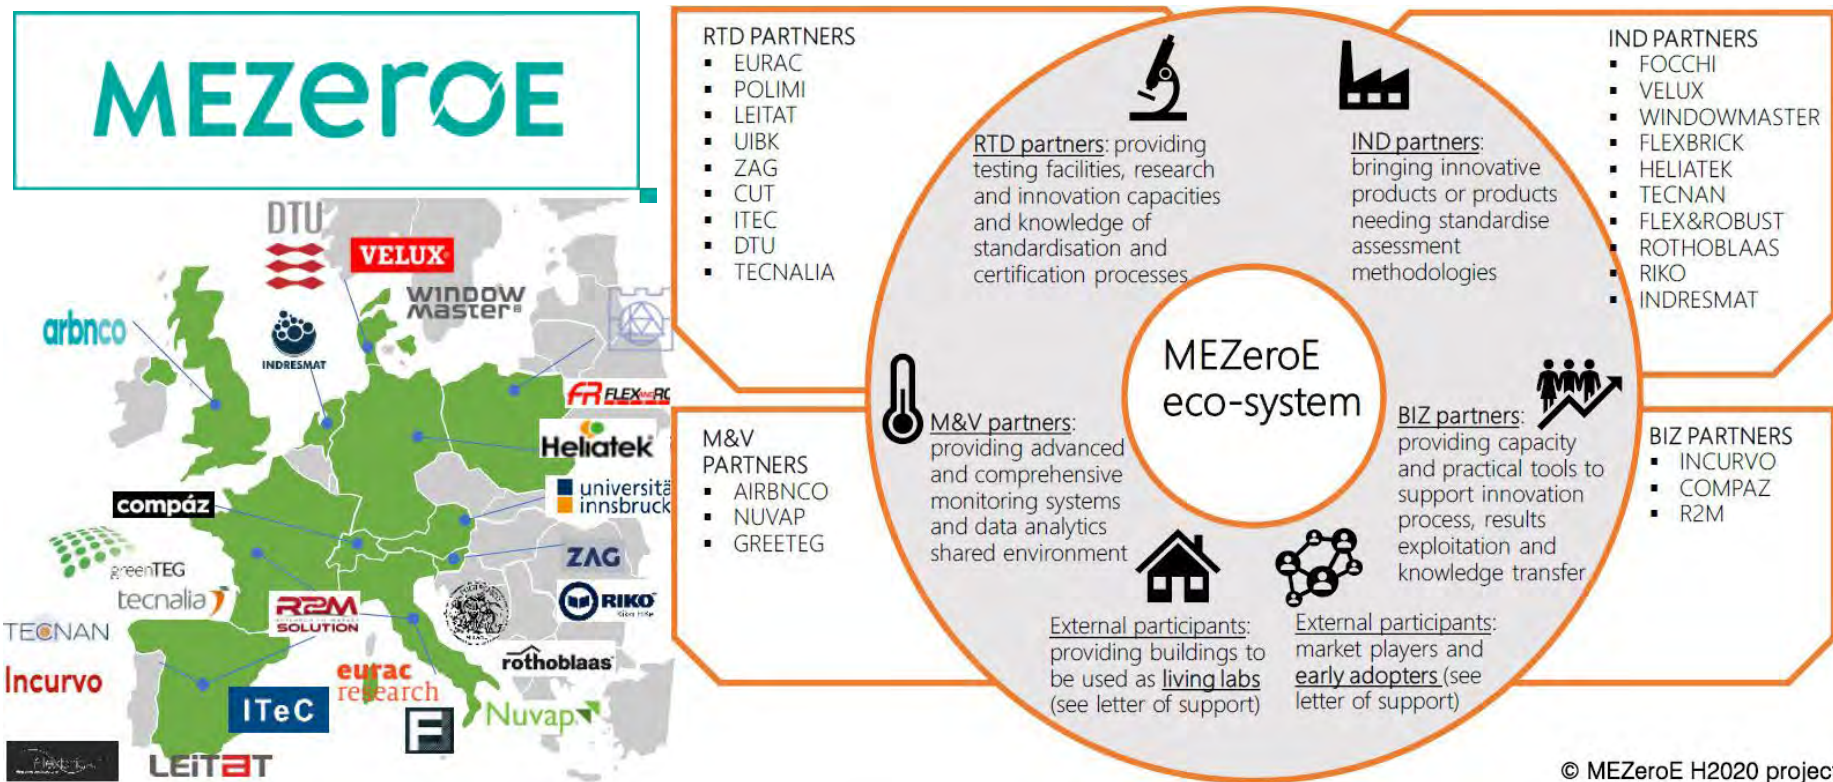 MEZeroE
DTU
VELUX
WINDOW
Master
arbnco
INDRESMAT
FR FLEX AND RO
Heliatek
universitä
innsbruck
compáz
greenTEG
tecnalia
ZAG
TECNAN
R2M
SOLUTION
RIKO
Incurvo
rothoblaas
eurac
research
ITeC
F
Nuvap
LEITAT
RTD PARTNERS
▪ EURAC
▪ POLIMI
▪ LEITAT
▪ UIBK
▪ ZAG
▪ CUT
▪ ITEC
▪ DTU
▪ TECNALIA
M&V
PARTNERS
▪ AIRBNCO
▪ NUVAP
▪ GREETEG
RTD partners: providing
testing facilities, research
and innovation capacities
and knowledge of
standardisation and
certification processes
IND partners:
bringing innovative
products or products
needing standardise
assessment
methodologies
MEZeroE
eco-system
M&V partners:
providing advanced
and comprehensive
monitoring systems
and data analytics
shared environment
BIZ partners:
providing capacity
and practical tools to
support innovation
process, results
exploitation and
knowledge transfer
External participants:
providing buildings to
be used as living labs
(see letter of support)
External participants:
market players and
early adopters (see
letter of support)
IND PARTNERS
▪ FOCCHI
▪ VELUX
▪ WINDOWMASTER
▪ FLEXBRICK
▪ HELIATEK
▪ TECNAN
▪ FLEX&ROBUST
▪ ROTHOBLAAS
▪ RIKO
▪ INDRESMAT
BIZ PARTNERS
▪ INCURVO
▪ COMPAZ
▪ R2M
© MEZeroE H2020 project